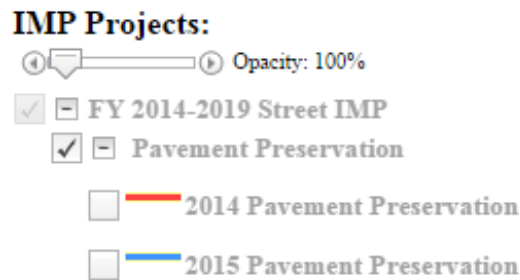 IMP Projects:
Opacity: 100%
FY 2014-2019 Street IMP
Pavement Preservation
2014 Pavement Preservation
2015 Pavement Preservation